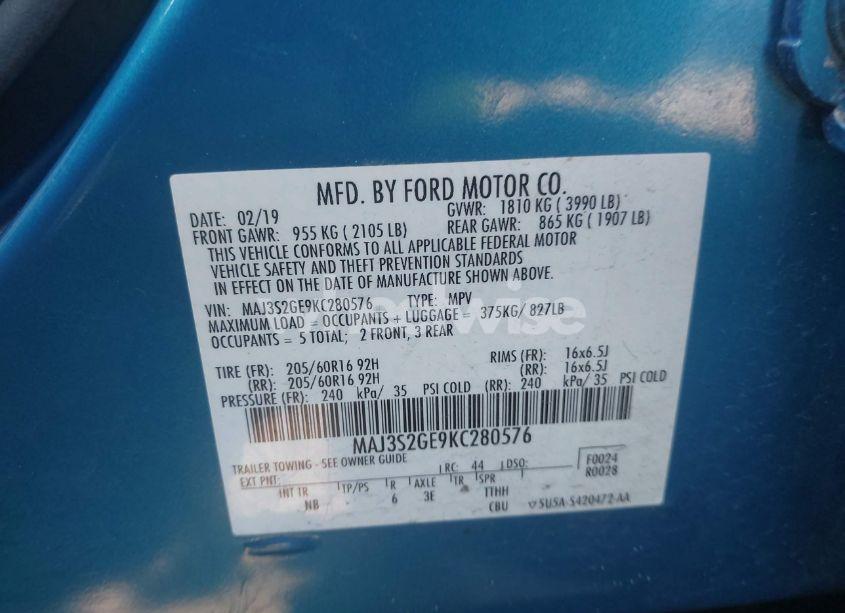 MFD. BY FORD MOTOR CO.
DATE: 02/19 GVWR: 1810 KG ( 3990 LB)
FRONT GAWR: 955 KG ( 2105 LB) REAR GAWR: 865 KG ( 1907 LB)
THIS VEHICLE CONFORMS TO ALL APPLICABLE FEDERAL MOTOR
VEHICLE SAFETY AND THEFT PREVENTION STANDARDS
IN EFFECT ON THE DATE OF MANUFACTURE SHOWN ABOVE.
VIN: MAJ3S2GE9KC280576 TYPE: MPV
MAXIMUM LOAD = OCCUPANTS + LUGGAGE = 375KG/ 827LB
OCCUPANTS = 5 TOTAL; 2 FRONT, 3 REAR
TIRE (FR): 205/60R16 92H RIMS (FR): 16x6.5J
(RR): 205/60R16 92H (RR): 16x6.5J
PRESSURE (FR): 240 kPa/ 35 PSI COLD (RR): 240 kPa/ 35 PSI COLD
MAJ3S2GE9KC280576
TRAILER TOWING - SEE OWNER GUIDE
EXT PNT: RC: 44 DSO: F0024
R0028
INT TR TP/PS R AXLE TR SPR
NB 6 3E TTHH
CBU